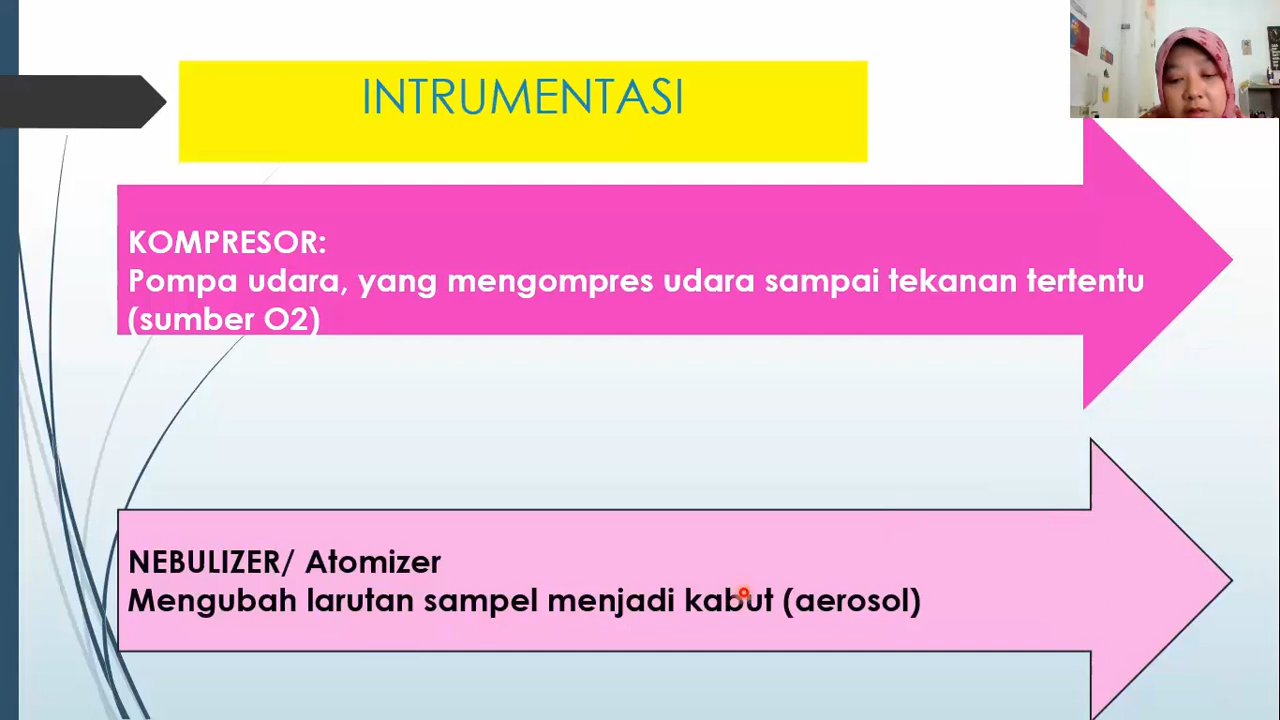 INTRUMENTASI
KOMPRESOR:
Pompa udara, yang mengompres udara sampai tekanan tertentu
(sumber O2)
NEBULIZER/ Atomizer
Mengubah larutan sampel menjadi kabut (aerosol)